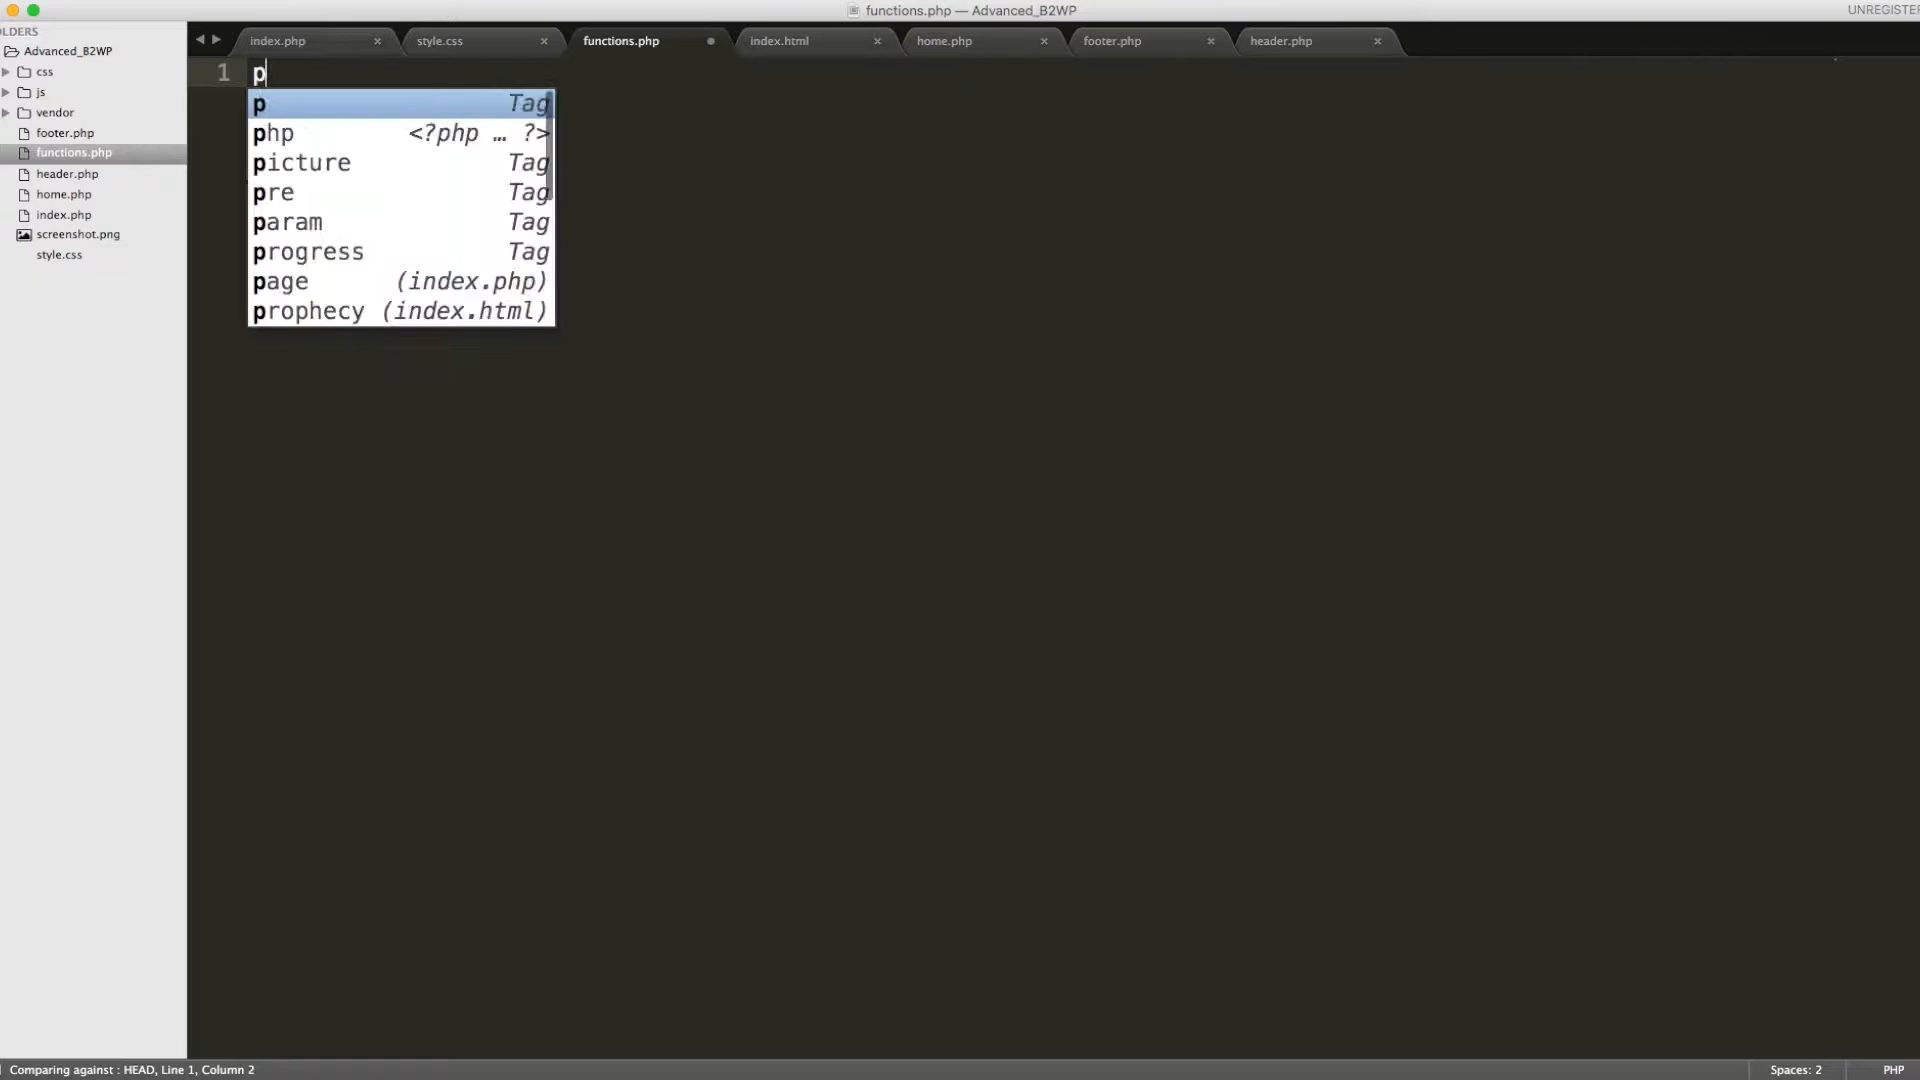 functions.php — Advanced_B2WP
UNREGISTE
OLDERS
Advanced_B2WP
css
js
vendor
footer.php
functions.php
header.php
home.php
index.php
screenshot.png
style.css
index.php
style.css
functions.php
index.html
home.php
footer.php
header.php
1 p
p Tag
php <?php … ?>
picture Tag
pre Tag
param Tag
progress Tag
page (index.php)
prophecy (index.html)
Comparing against : HEAD, Line 1, Column 2
Spaces: 2
PHP